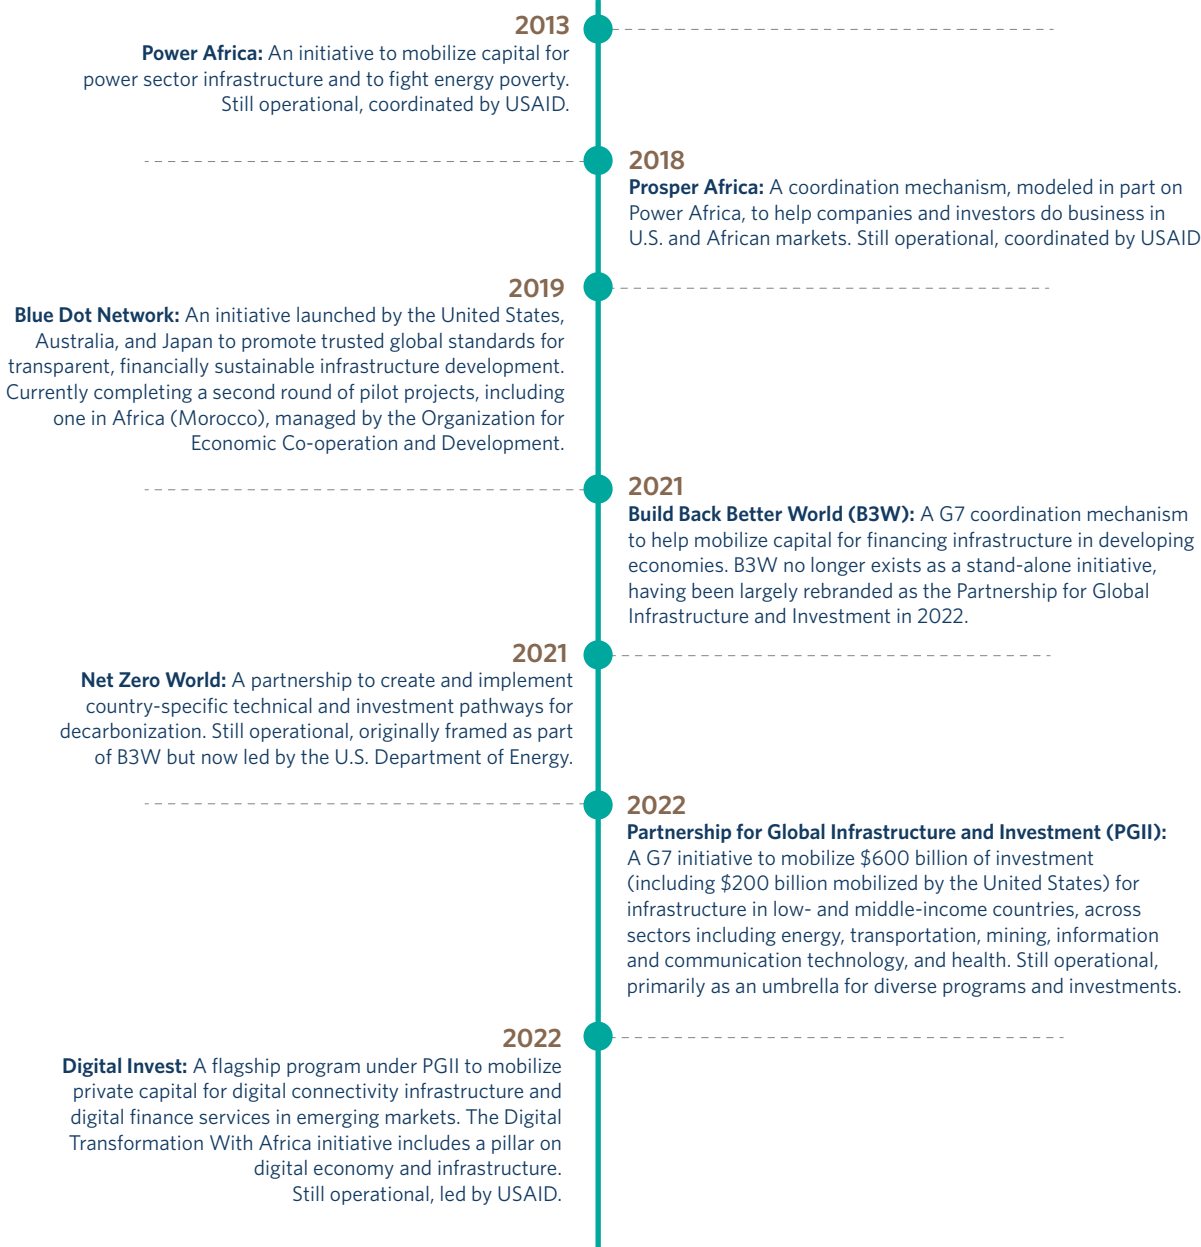 2013
Power Africa: An initiative to mobilize capital for
power sector infrastructure and to fight energy poverty.
Still operational, coordinated by USAID.
2018
Prosper Africa: A coordination mechanism, modeled in part on
Power Africa, to help companies and investors do business in
U.S. and African markets. Still operational, coordinated by USAID
2019
Blue Dot Network: An initiative launched by the United States,
Australia, and Japan to promote trusted global standards for
transparent, financially sustainable infrastructure development.
Currently completing a second round of pilot projects, including
one in Africa (Morocco), managed by the Organization for
Economic Co-operation and Development.
2021
Build Back Better World (B3W): A G7 coordination mechanism
to help mobilize capital for financing infrastructure in developing
economies. B3W no longer exists as a stand-alone initiative,
having been largely rebranded as the Partnership for Global
Infrastructure and Investment in 2022.
2021
Net Zero World: A partnership to create and implement
country-specific technical and investment pathways for
decarbonization. Still operational, originally framed as part
of B3W but now led by the U.S. Department of Energy.
2022
Partnership for Global Infrastructure and Investment (PGII):
A G7 initiative to mobilize $600 billion of investment
(including $200 billion mobilized by the United States) for
infrastructure in low- and middle-income countries, across
sectors including energy, transportation, mining, information
and communication technology, and health. Still operational,
primarily as an umbrella for diverse programs and investments.
2022
Digital Invest: A flagship program under PGII to mobilize
private capital for digital connectivity infrastructure and
digital finance services in emerging markets. The Digital
Transformation With Africa initiative includes a pillar on
digital economy and infrastructure.
Still operational, led by USAID.